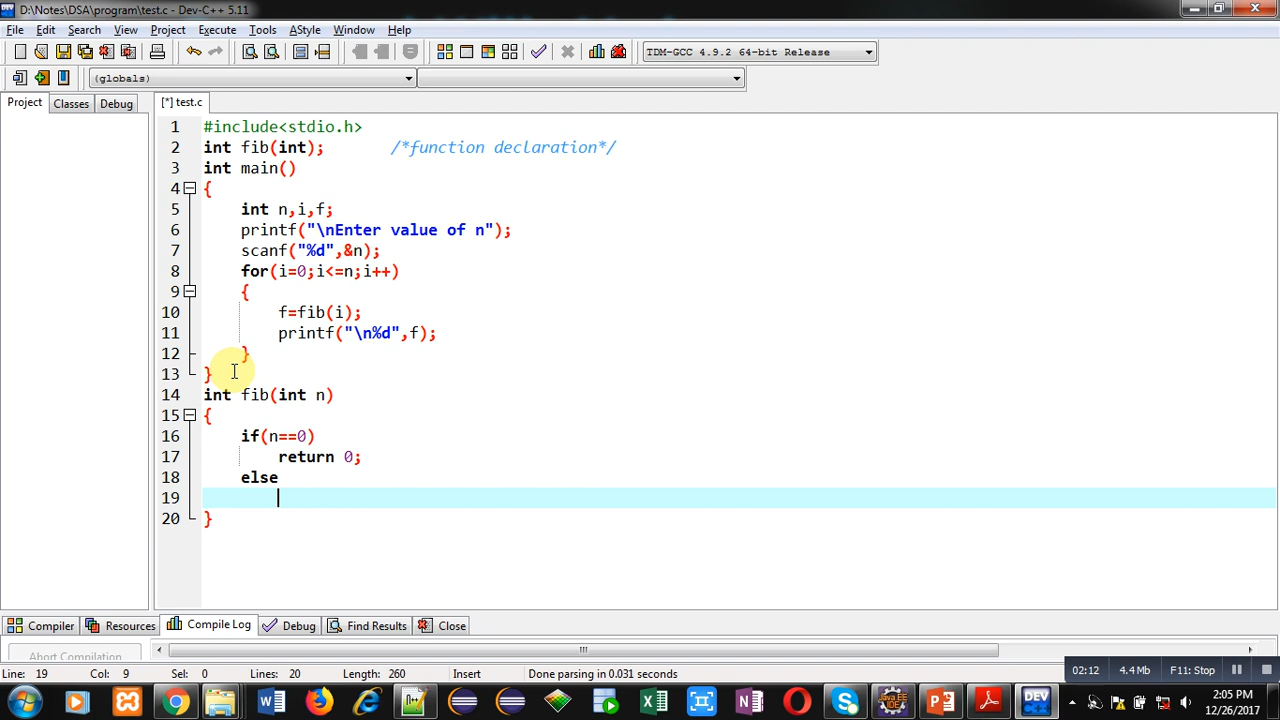 D:\Notes\DSA\program\test.c - Dev-C++ 5.11
File Edit Search View Project Execute Tools AStyle Window Help
TDM-GCC 4.9.2 64-bit Release
(globals)
Project Classes Debug [*] test.c
1 #include<stdio.h>
2 int fib(int); /*function declaration*/
3 int main()
4 {
5 int n,i,f;
6 printf("\nEnter value of n");
7 scanf("%d",&n);
8 for(i=0;i<=n;i++)
9 {
10 f=fib(i);
11 printf("\n%d",f);
12 }
13 }
14 int fib(int n)
15 {
16 if(n==0)
17 return 0;
18 else
19
20 }
Compiler Resources Compile Log Debug Find Results Close
Abort Compilation
Line: 19 Col: 9 Sel: 0 Lines: 20 Length: 260 Insert Done parsing in 0.031 seconds
02:12 4.4Mb F11: Stop
2:05 PM
12/26/2017